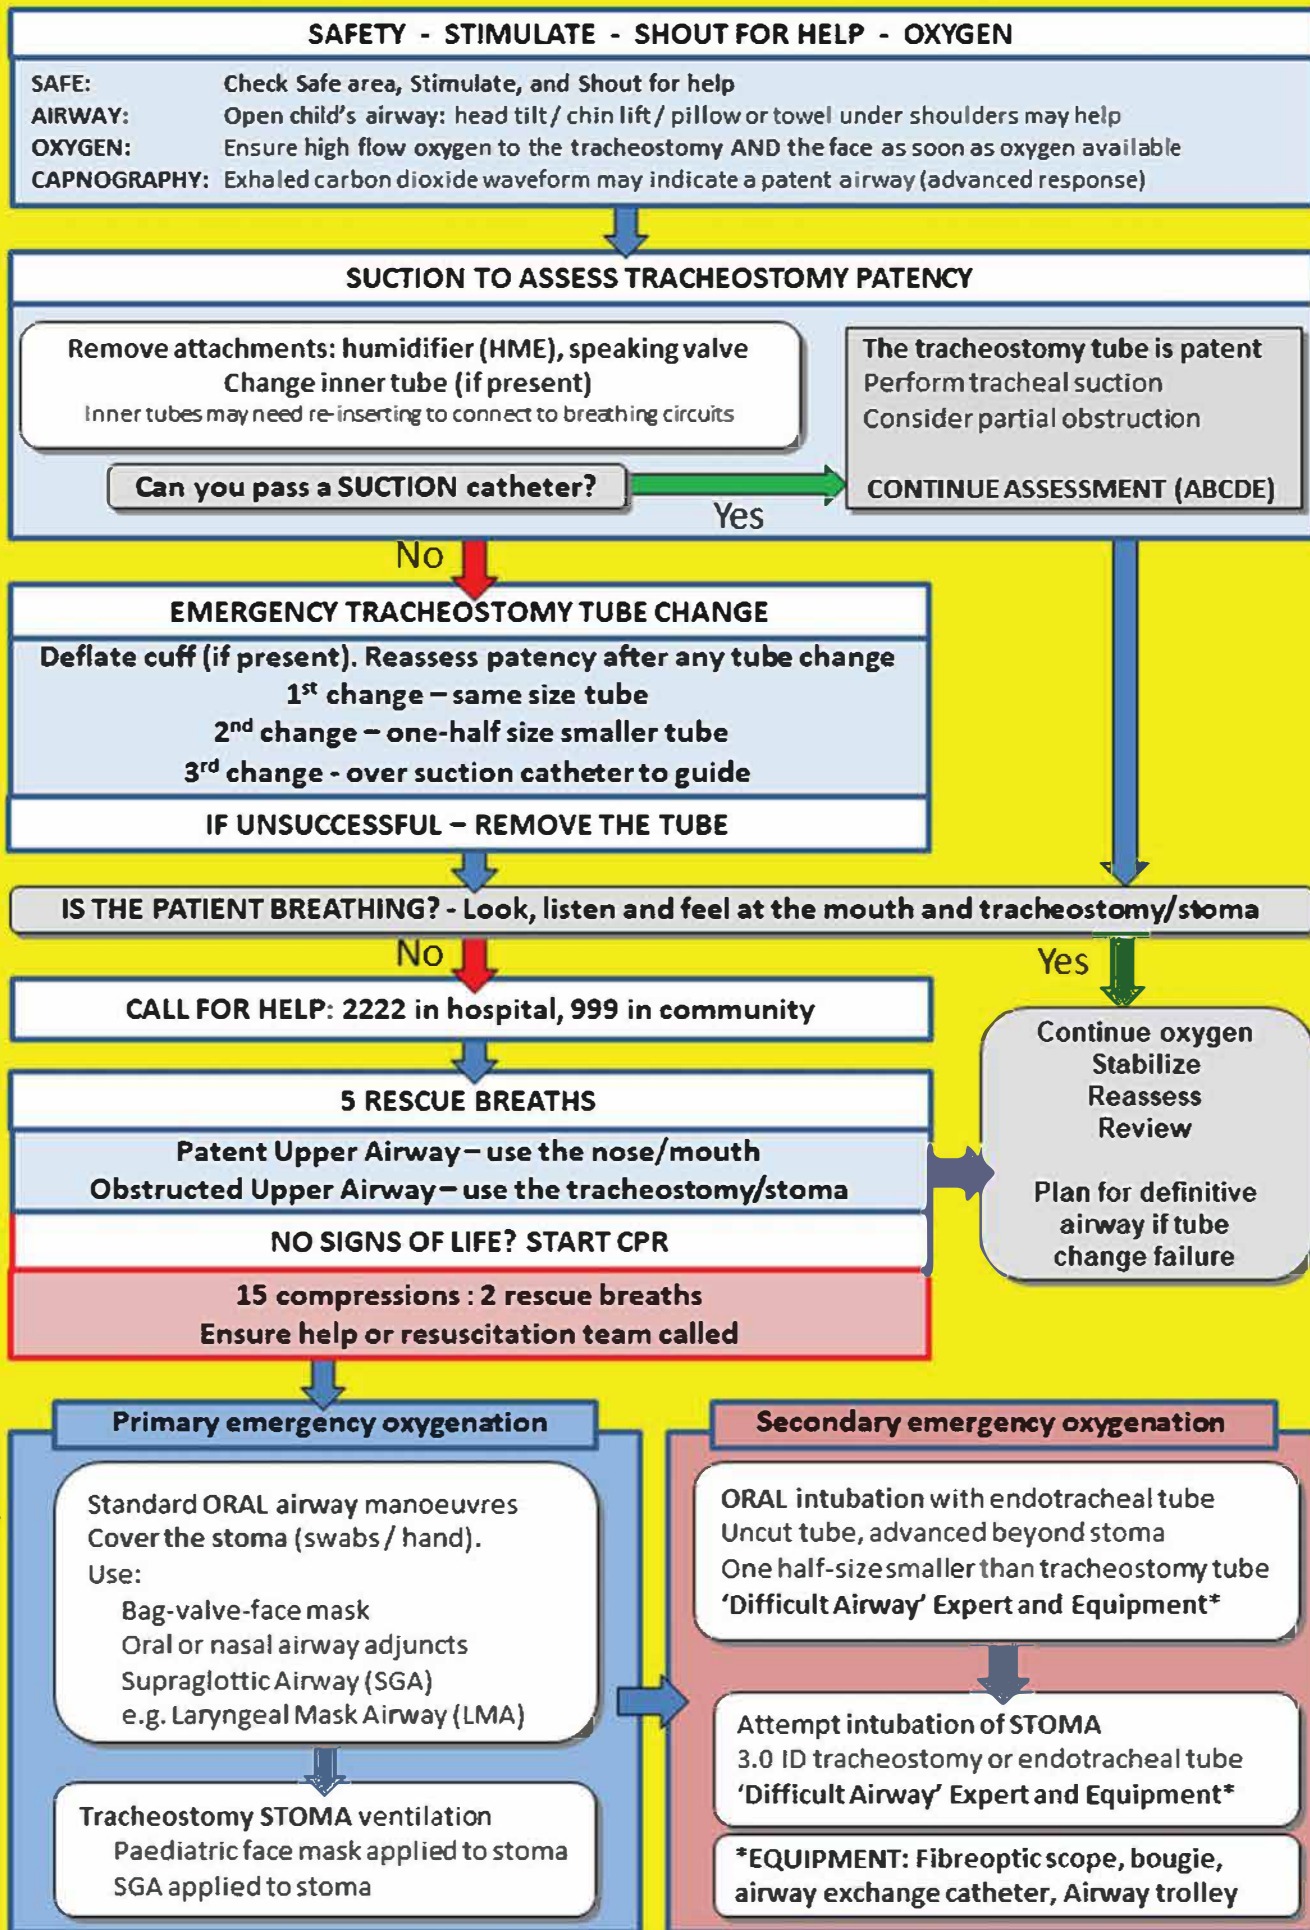 SAFETY - STIMULATE - SHOUT FOR HELP - OXYGEN
SAFE: Check Safe area, Stimulate, and Shout for help
AIRWAY: Open child's airway: head tilt / chin lift / pillow or towel under shoulders may help
OXYGEN: Ensure high flow oxygen to the tracheostomy AND the face as soon as oxygen available
CAPNOGRAPHY: Exhaled carbon dioxide waveform may indicate a patent airway (advanced response)
SUCTION TO ASSESS TRACHEOSTOMY PATENCY
Remove attachments: humidifier (HME), speaking valve
Change inner tube (if present)
Inner tubes may need re-inserting to connect to breathing circuits
Can you pass a SUCTION catheter?
Yes
The tracheostomy tube is patent
Perform tracheal suction
Consider partial obstruction
CONTINUE ASSESSMENT (ABCDE)
No
EMERGENCY TRACHEOSTOMY TUBE CHANGE
Deflate cuff (if present). Reassess patency after any tube change
1st change – same size tube
2nd change – one-half size smaller tube
3rd change - over suction catheter to guide
IF UNSUCCESSFUL – REMOVE THE TUBE
IS THE PATIENT BREATHING? - Look, listen and feel at the mouth and tracheostomy/stoma
No
Yes
CALL FOR HELP: 2222 in hospital, 999 in community
5 RESCUE BREATHS
Patent Upper Airway – use the nose/mouth
Obstructed Upper Airway – use the tracheostomy/stoma
NO SIGNS OF LIFE? START CPR
15 compressions : 2 rescue breaths
Ensure help or resuscitation team called
Continue oxygen
Stabilize
Reassess
Review
Plan for definitive
airway if tube
change failure
Primary emergency oxygenation
Standard ORAL airway manoeuvres
Cover the stoma (swabs / hand).
Use:
Bag-valve-face mask
Oral or nasal airway adjuncts
Supraglottic Airway (SGA)
e.g. Laryngeal Mask Airway (LMA)
Tracheostomy STOMA ventilation
Paediatric face mask applied to stoma
SGA applied to stoma
Secondary emergency oxygenation
ORAL intubation with endotracheal tube
Uncut tube, advanced beyond stoma
One half-size smaller than tracheostomy tube
'Difficult Airway' Expert and Equipment*
Attempt intubation of STOMA
3.0 ID tracheostomy or endotracheal tube
'Difficult Airway' Expert and Equipment*
*EQUIPMENT: Fibreoptic scope, bougie,
airway exchange catheter, Airway trolley